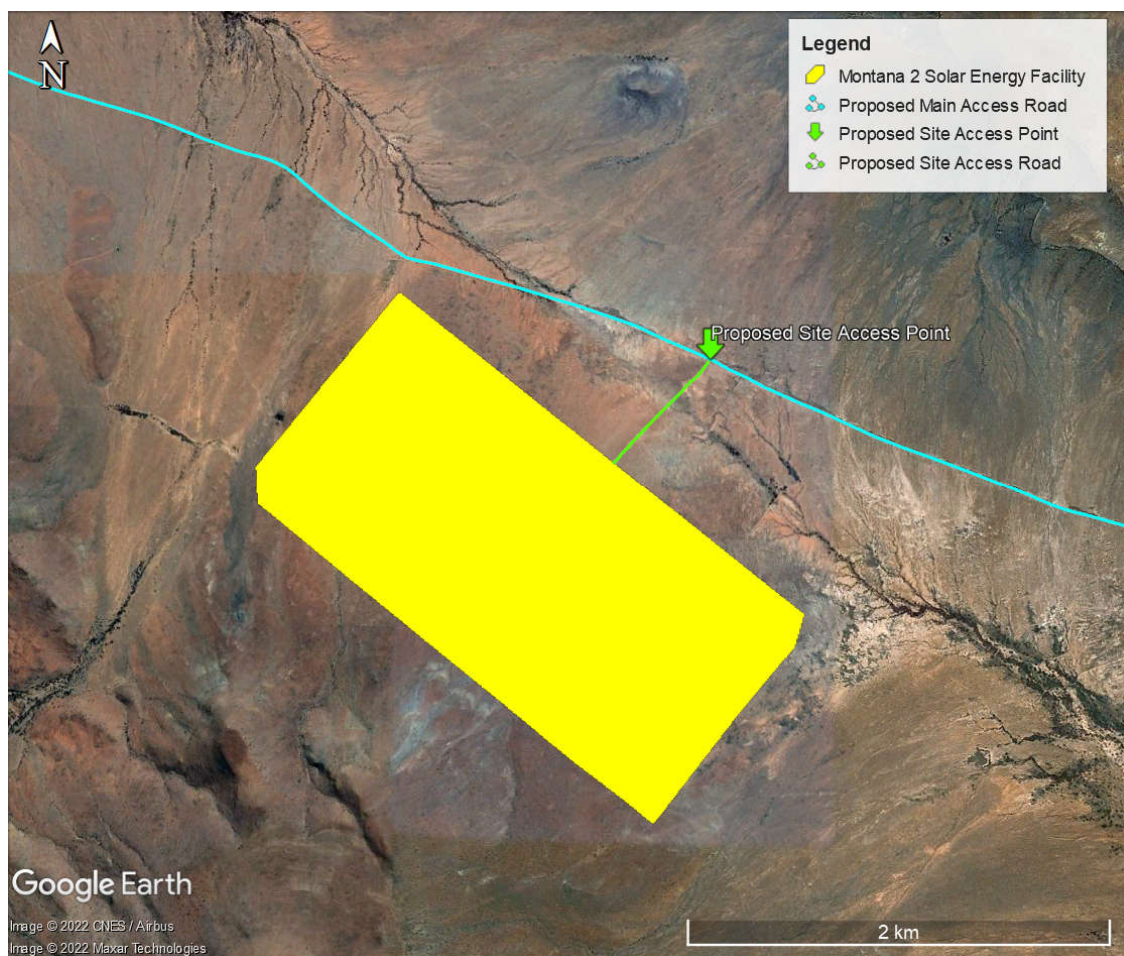 N
Legend
Montana 2 Solar Energy Facility
Proposed Main Access Road
Proposed Site Access Point
Proposed Site Access Road
Proposed Site Access Point
Google Earth
Image © 2022 CNES / Airbus
Image © 2022 Maxar Technologies
2 km